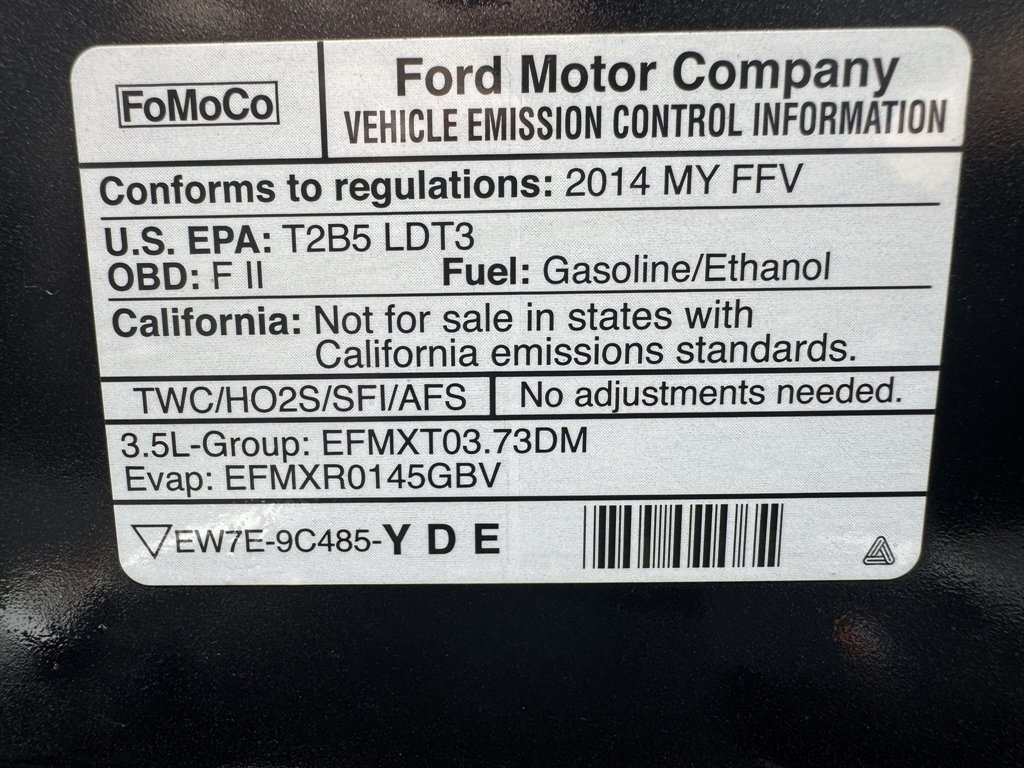 FoMoCo
Ford Motor Company
VEHICLE EMISSION CONTROL INFORMATION
Conforms to regulations: 2014 MY FFV
U.S. EPA: T2B5 LDT3
OBD: F II Fuel: Gasoline/Ethanol
California: Not for sale in states with
California emissions standards.
TWC/HO2S/SFI/AFS No adjustments needed.
3.5L-Group: EFMXT03.73DM
Evap: EFMXR0145GBV
EW7E-9C485-Y D E